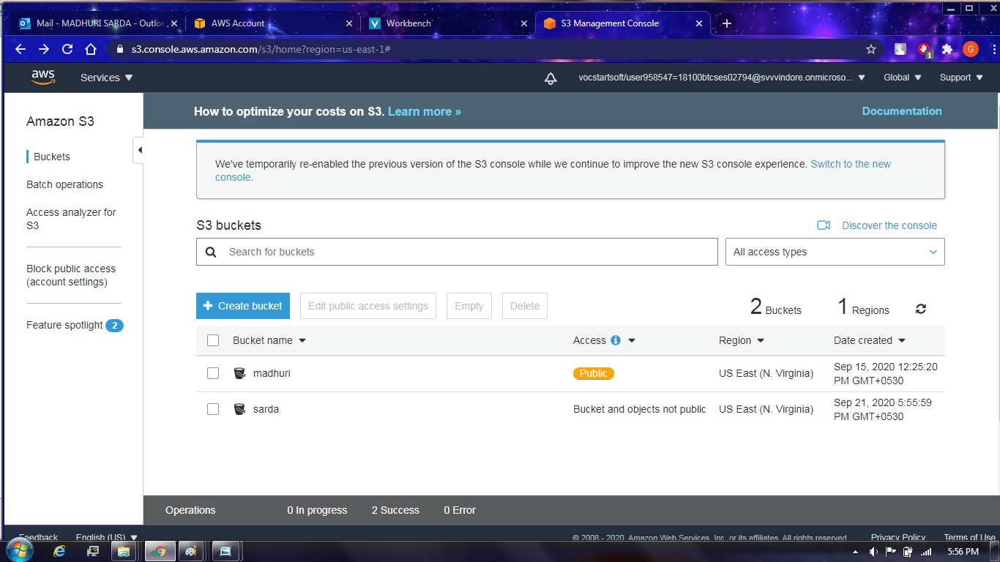 Mail - MADHURI SARDA - Outloc
AWS Account
Workbench
S3 Management Console
s3.console.aws.amazon.com/s3/home?region=us-east-1#
1
G
aws
Services
vocstartsoft/user958547=18100btcses02794@svvvindore.onmicroso...
Global
Support
Amazon S3
Buckets
Batch operations
Access analyzer for
S3
Block public access
(account settings)
Feature spotlight 2
How to optimize your costs on S3. Learn more »
Documentation
We've temporarily re-enabled the previous version of the S3 console while we continue to improve the new S3 console experience. Switch to the new
console.
S3 buckets
Discover the console
Search for buckets
All access types
+ Create bucket
Edit public access settings
Empty
Delete
2 Buckets
1 Regions
Bucket name
Access
Region
Date created
madhuri
Public
US East (N. Virginia)
Sep 15, 2020 12:25:20
PM GMT+0530
sarda
Bucket and objects not public
US East (N. Virginia)
Sep 21, 2020 5:55:59
PM GMT+0530
Operations
0 In progress
2 Success
0 Error
Feedback
English (US)
© 2008 - 2020, Amazon Web Services, Inc. or its affiliates. All rights reserved.
Privacy Policy
Terms of Use
5:56 PM